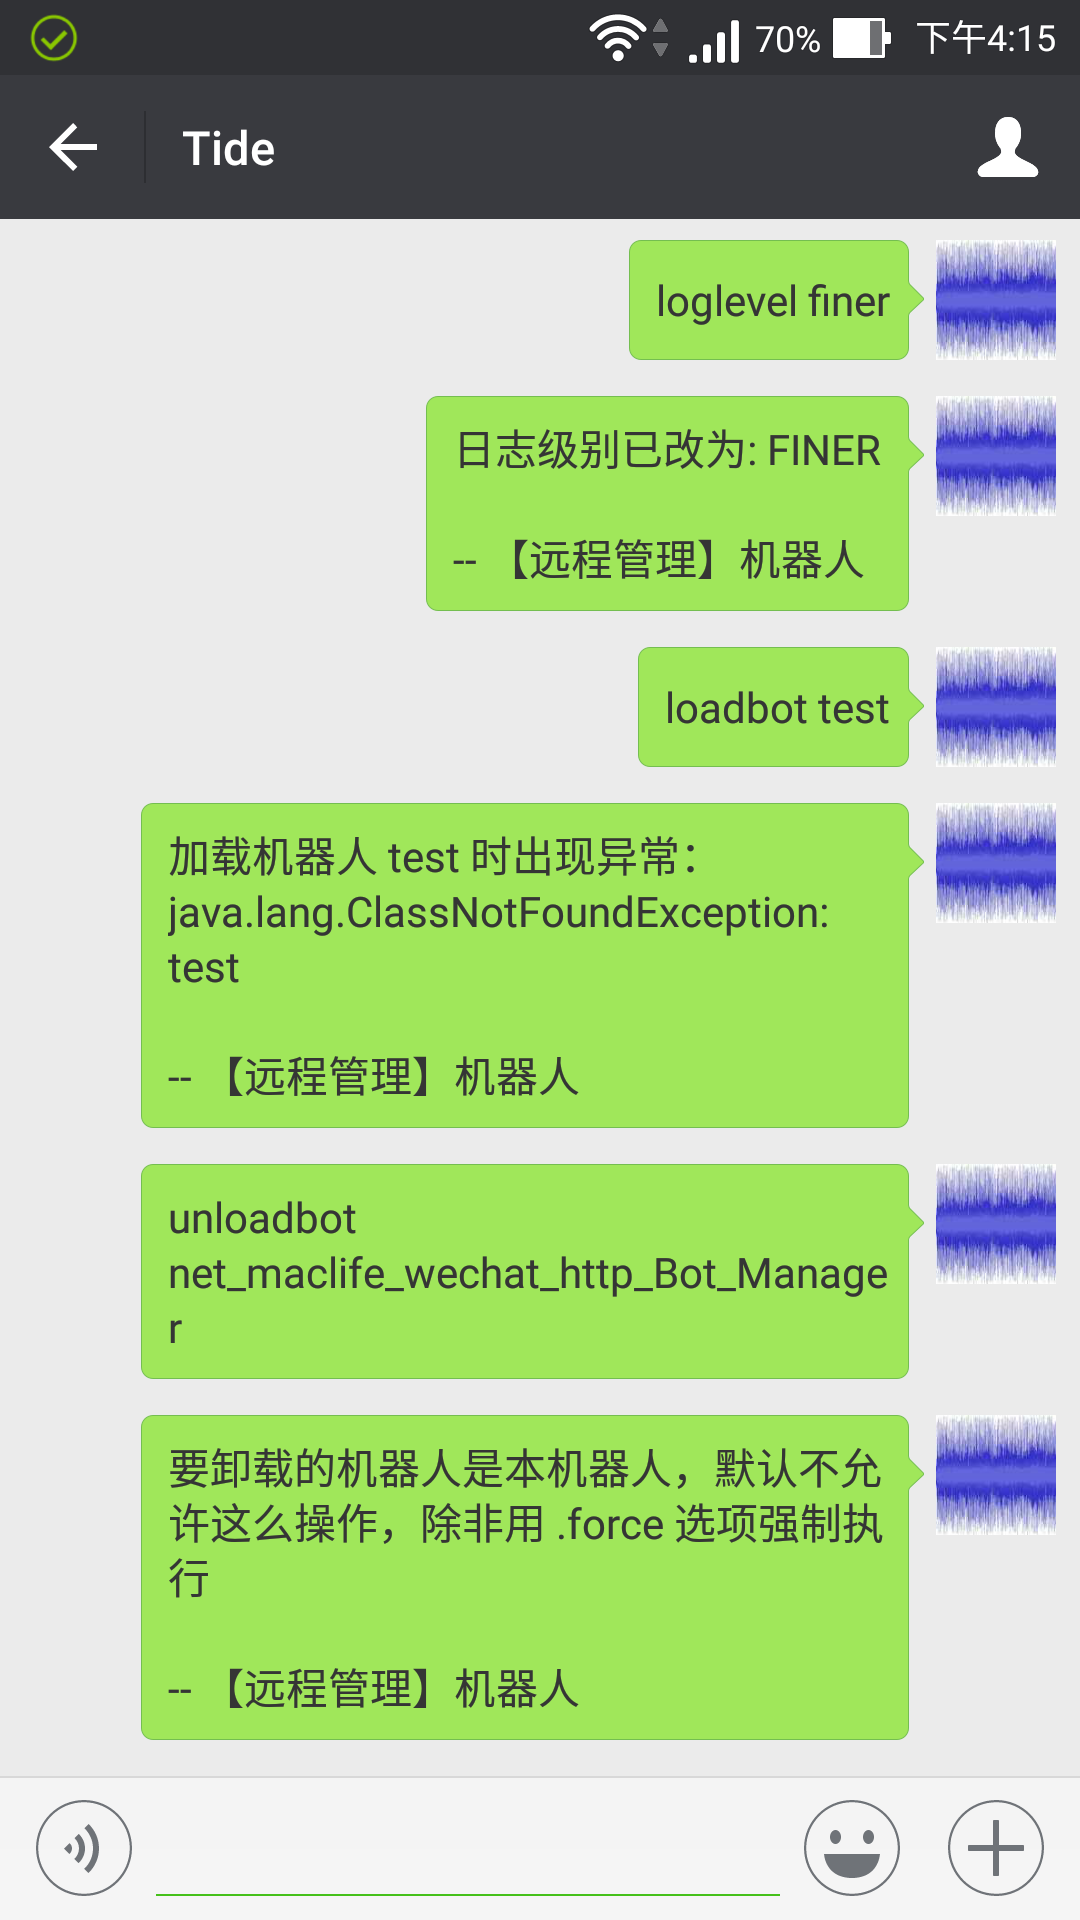 70% 下午4:15
Tide
loglevel finer
日志级别已改为: FINER
-- 【远程管理】机器人
loadbot test
加载机器人 test 时出现异常：
java.lang.ClassNotFoundException:
test
-- 【远程管理】机器人
unloadbot
net_maclife_wechat_http_Bot_Manage
r
要卸载的机器人是本机器人，默认不允
许这么操作，除非用 .force 选项强制执
行
-- 【远程管理】机器人